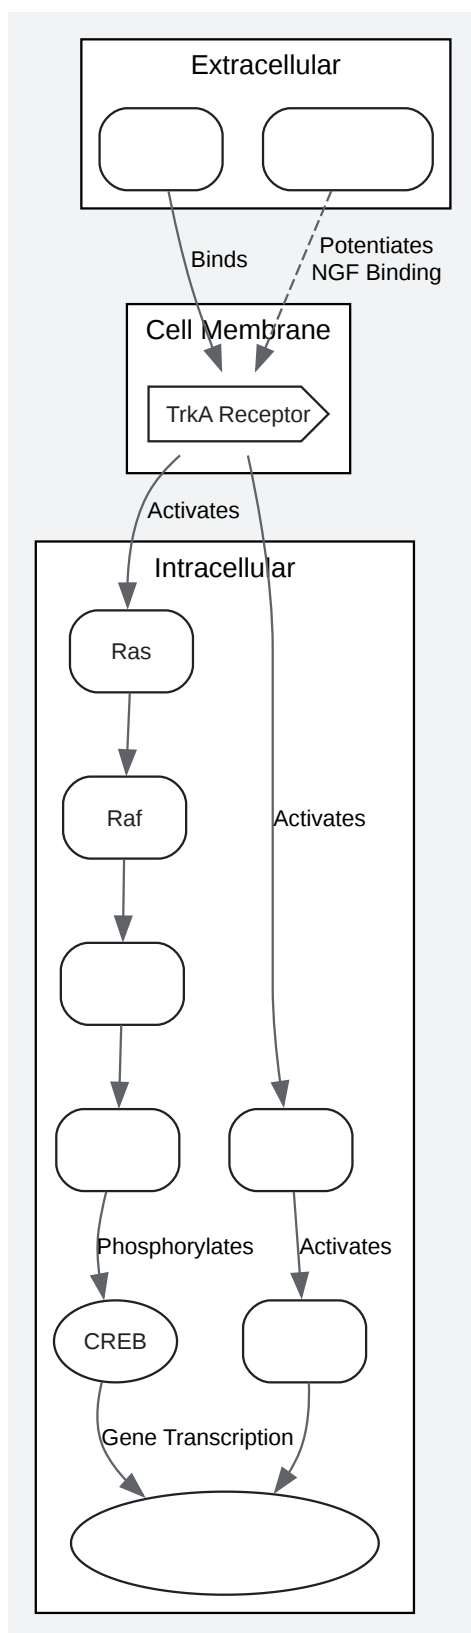 Extracellular
Binds
Potentiates
NGF Binding
Cell Membrane
TrkA Receptor
Activates
Intracellular
Ras
Raf
Activates
Phosphorylates
Activates
CREB
Gene Transcription